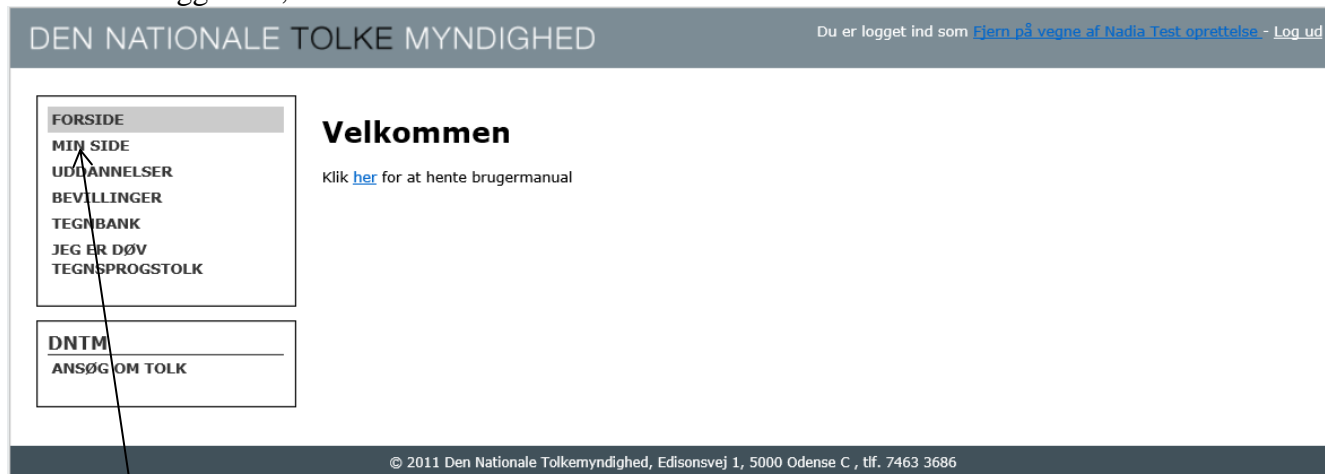 DEN NATIONALE TOLKE MYNDIGHED
Du er logget ind som Fjern på vegne af Nadia Test oprettelse - Log ud
FORSIDE
MIN SIDE
UDDANNELSER
BEVILLINGER
TEGNBANK
JEG ER DØV
TEGNSPROGSTOLK
DNTM
ANSØG OM TOLK
Velkommen
Klik her for at hente brugermanual
© 2011 Den Nationale Tolkemyndighed, Edisonsvej 1, 5000 Odense C , tlf. 7463 3686